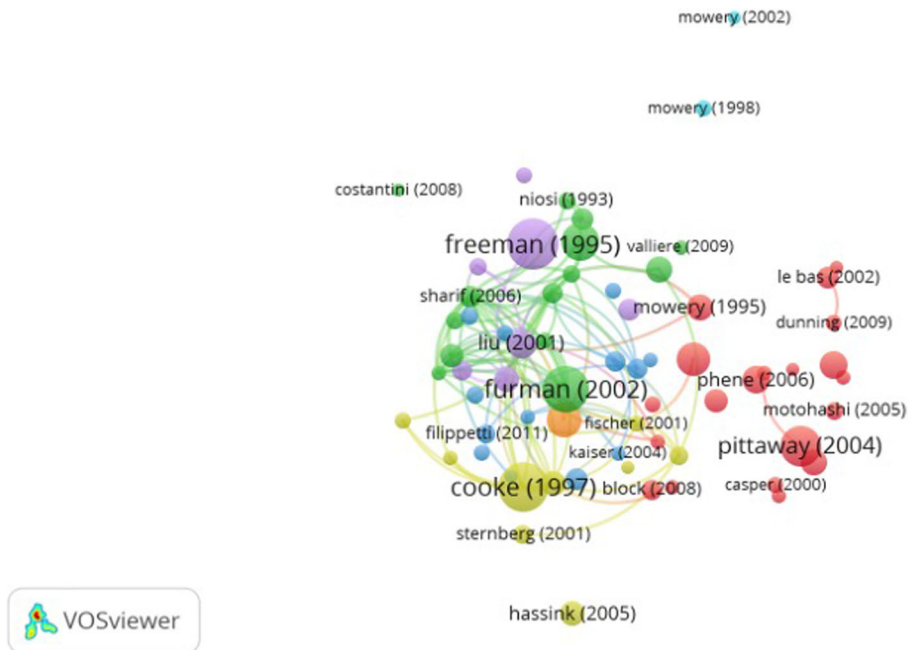 mowery (2002)
mowery (1998)
costantini (2008)
niosi (1993)
freeman (1995)
valliere (2009)
le bas (2002)
sharif (2006)
mowery (1995)
dunning (2009)
liu (2001)
phene (2006)
furman (2002)
motohashi (2005)
fischer (2001)
filippetti (2011)
pittaway (2004)
kaiser (2004)
casper (2000)
cooke (1997)
block (2008)
sternberg (2001)
hassink (2005)
VOSviewer